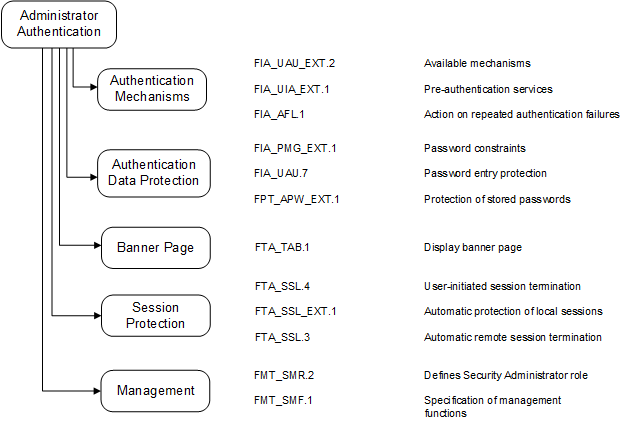 Administrator
Authentication
Authentication
Mechanisms
FIA_UAU_EXT.2 Available mechanisms
FIA_UIA_EXT.1 Pre-authentication services
FIA_AFL.1 Action on repeated authentication failures
Authentication
Data Protection
FIA_PMG_EXT.1 Password constraints
FIA_UAU.7 Password entry protection
FPT_APW_EXT.1 Protection of stored passwords
Banner Page
FTA_TAB.1 Display banner page
Session
Protection
FTA_SSL.4 User-initiated session termination
FTA_SSL_EXT.1 Automatic protection of local sessions
FTA_SSL.3 Automatic remote session termination
Management
FMT_SMR.2 Defines Security Administrator role
FMT_SMF.1 Specification of management
functions